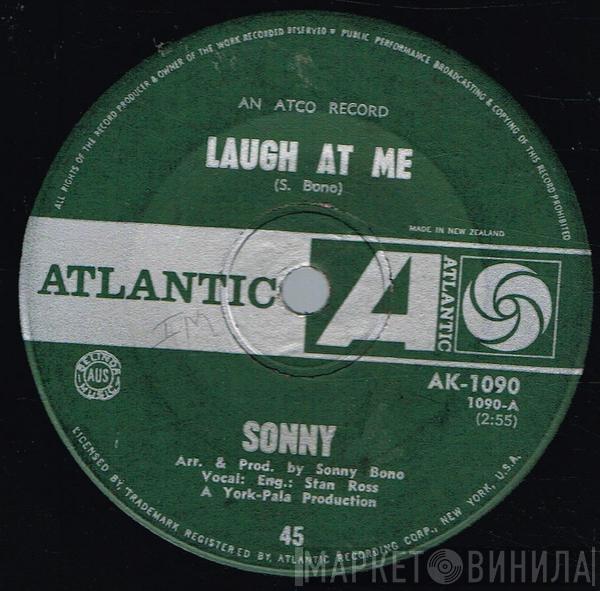 ALL RIGHTS OF THE RECORD PRODUCER & OWNER OF THE WORK RECORDED RESERVED ★ PUBLIC PERFORMANCE BROADCASTING & COPYING OF THIS RECORD PROHIBITED
AN ATCO RECORD
LAUGH AT ME
(S. Bono)
MADE IN NEW ZEALAND
ATLANTIC
A
ATLANTIC
IM
BELINDA
AUS
MUSIC
AK-1090
1090-A
(2:55)
SONNY
Arr. & Prod. by Sonny Bono
Vocal: Eng.: Stan Ross
A York-Pala Production
45
LICENSED BY, TRADEMARK REGISTERED BY, ATLANTIC RECORDING CORP., NEW YORK, U.S.A.
МАРКЕТ ВИНИЛА